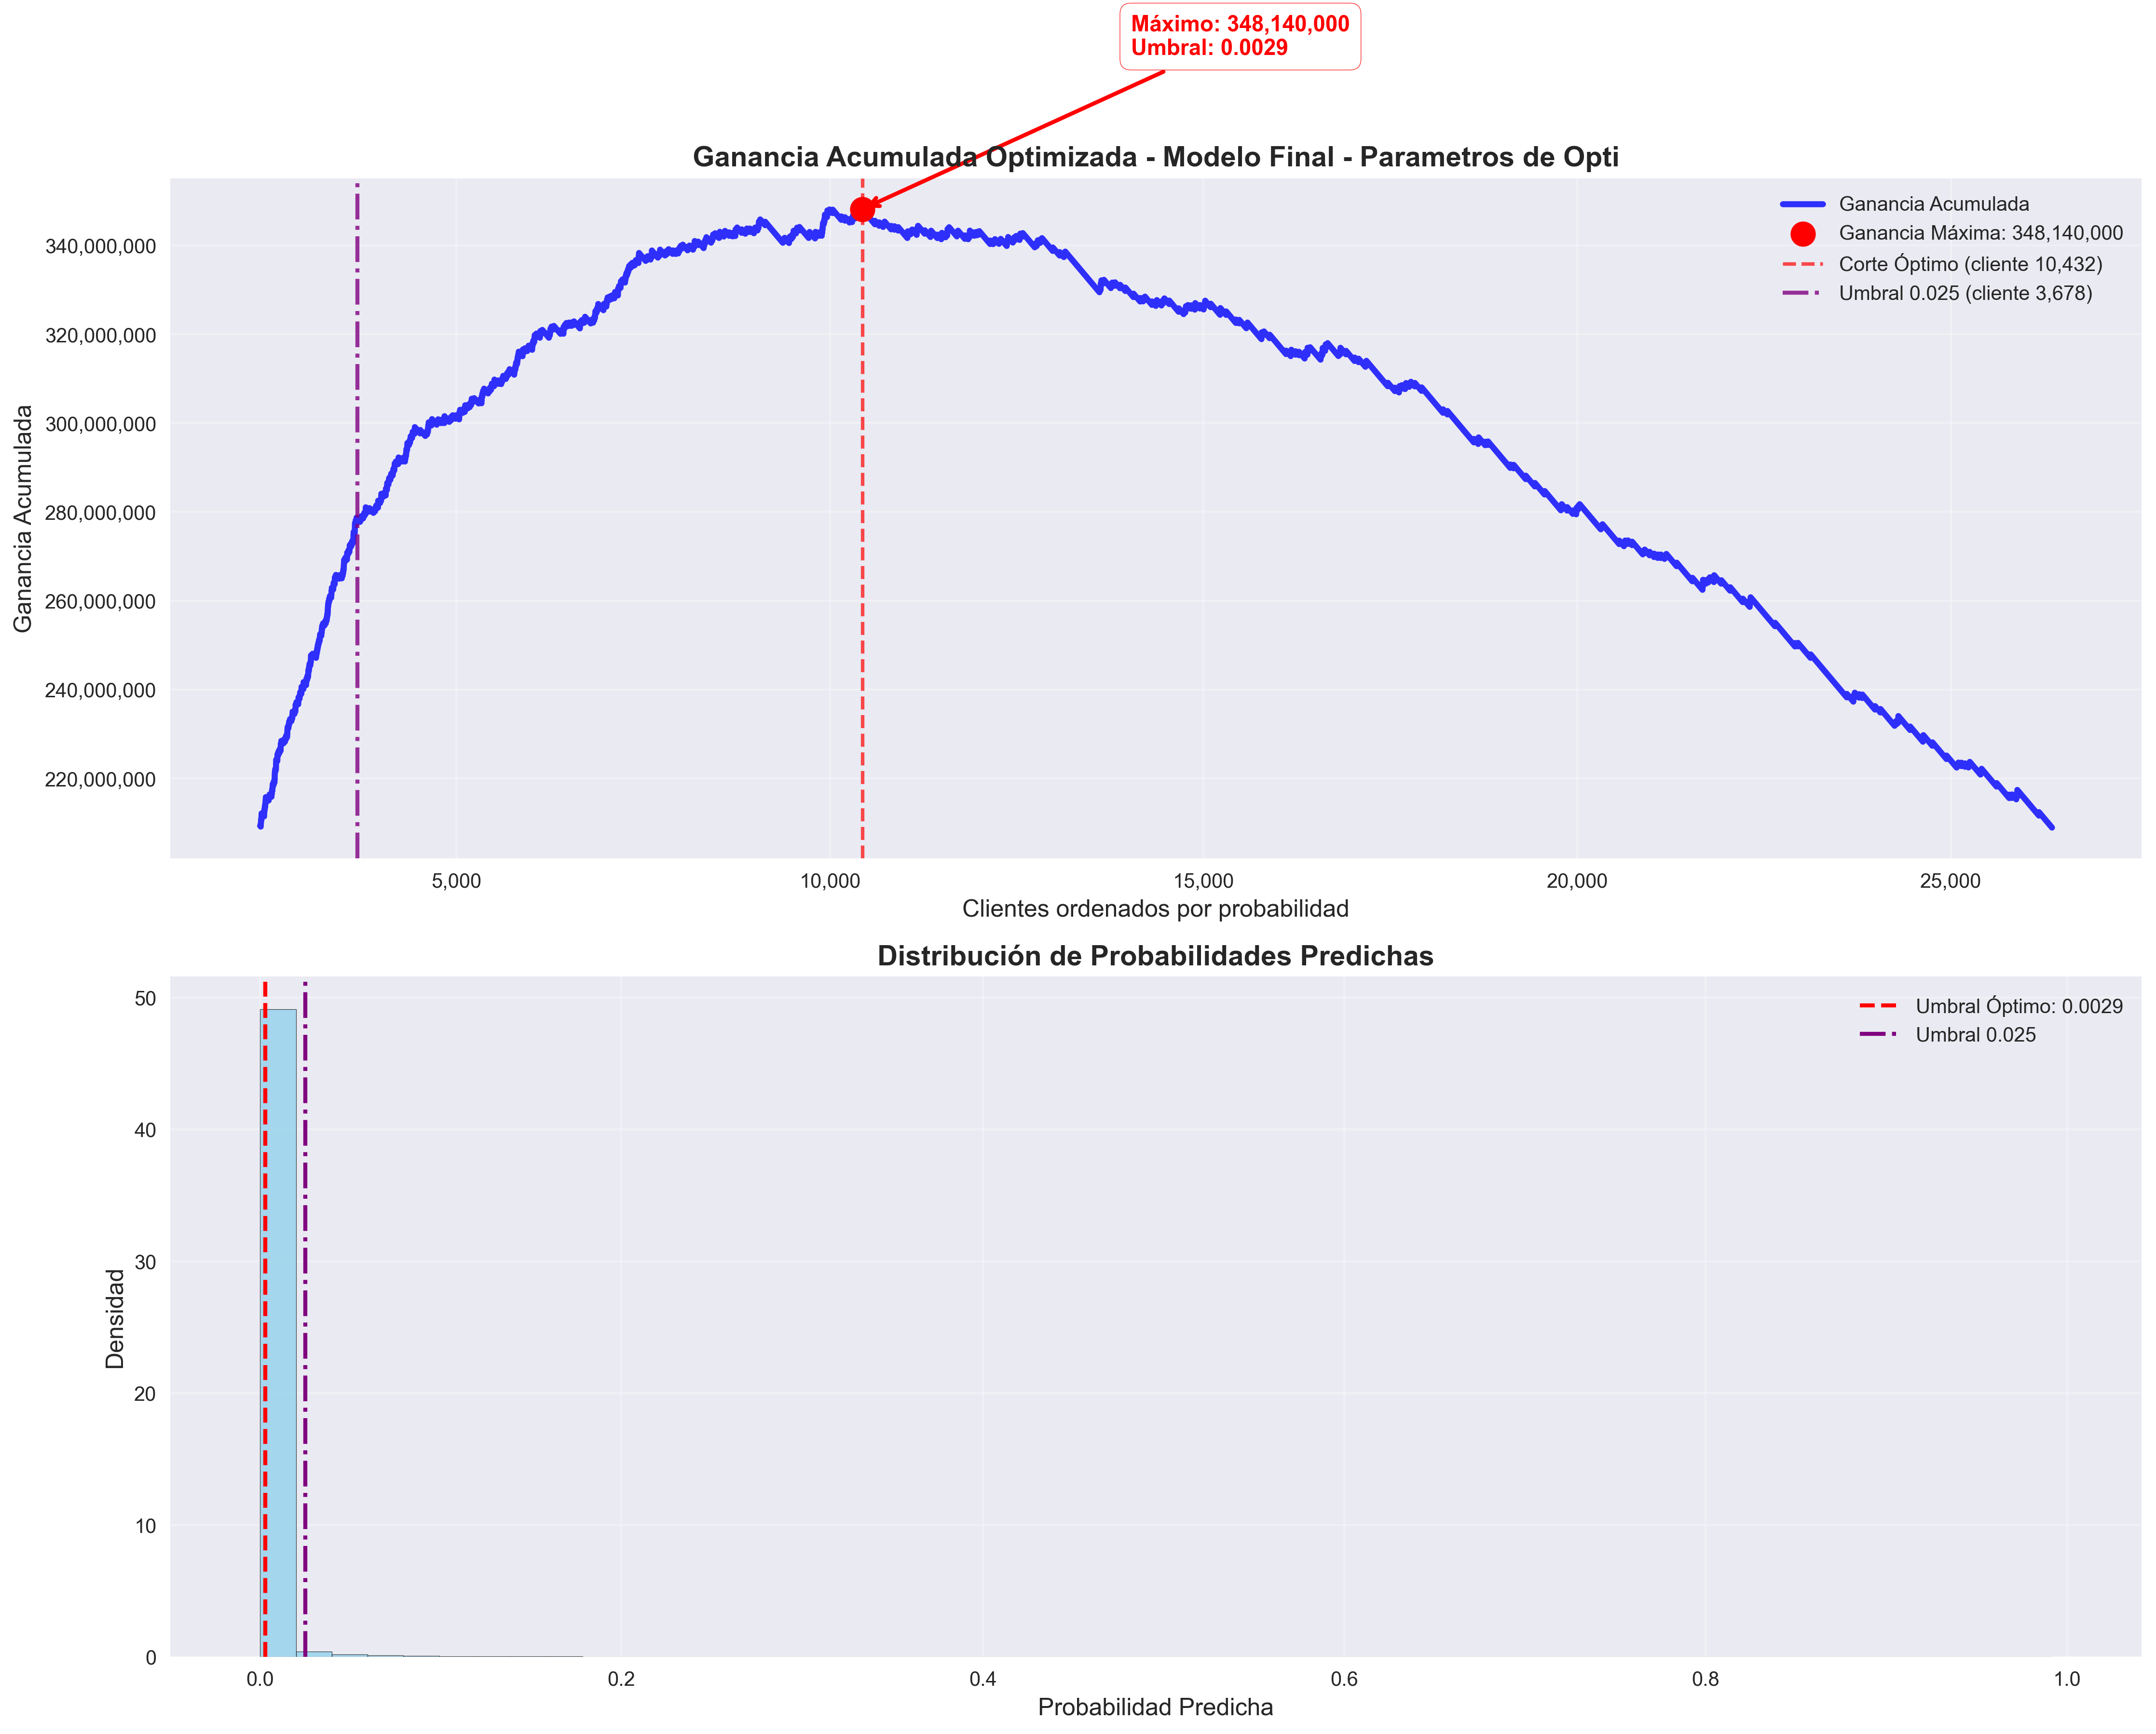 Máximo: 348,140,000
Umbral: 0.0029
Ganancia Acumulada Optimizada - Modelo Final - Parametros de Opti
Ganancia Acumulada
Ganancia Máxima: 348,140,000
Corte Óptimo (cliente 10,432)
Umbral 0.025 (cliente 3,678)
Ganancia Acumulada
340,000,000
320,000,000
300,000,000
280,000,000
260,000,000
240,000,000
220,000,000
5,000
10,000
15,000
20,000
25,000
Clientes ordenados por probabilidad
Distribución de Probabilidades Predichas
Umbral Óptimo: 0.0029
Umbral 0.025
Densidad
50
40
30
20
10
0
0.0
0.2
0.4
0.6
0.8
1.0
Probabilidad Predicha